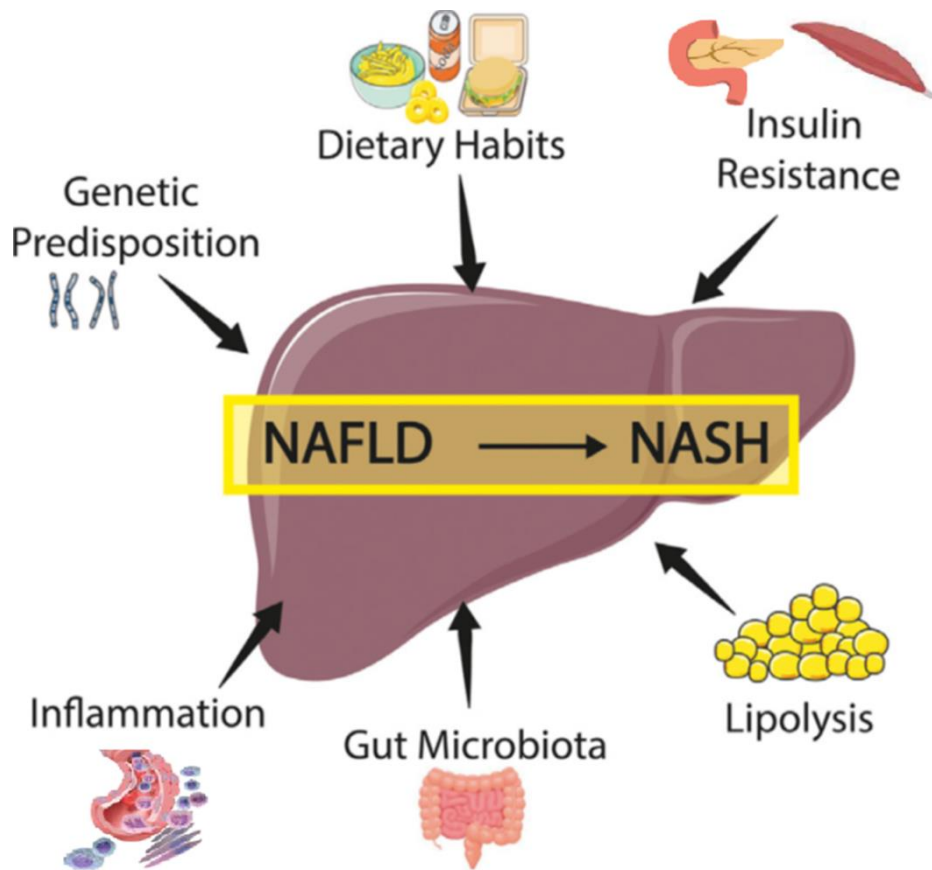 Dietary Habits
Insulin
Resistance
Genetic
Predisposition
NAFLD → NASH
Inflammation
Gut Microbiota
Lipolysis